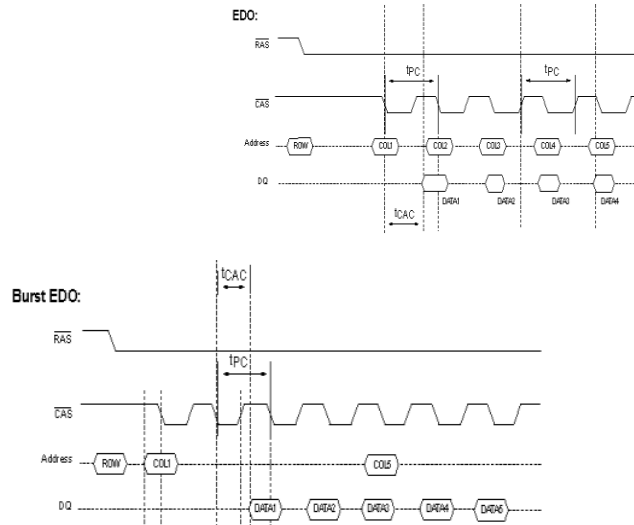 EDO:
RAS
tPC tPC
CAS
Address ROW COL1 COL2 COL3 COL4 COL5
DQ
DATA1 DATA2 DATA3 DATA4
tCAC
tCAC
Burst EDO:
RAS
tPC
CAS
Address ROW COL1 COL5
DQ DATA1 DATA2 DATA3 DATA4 DATA5